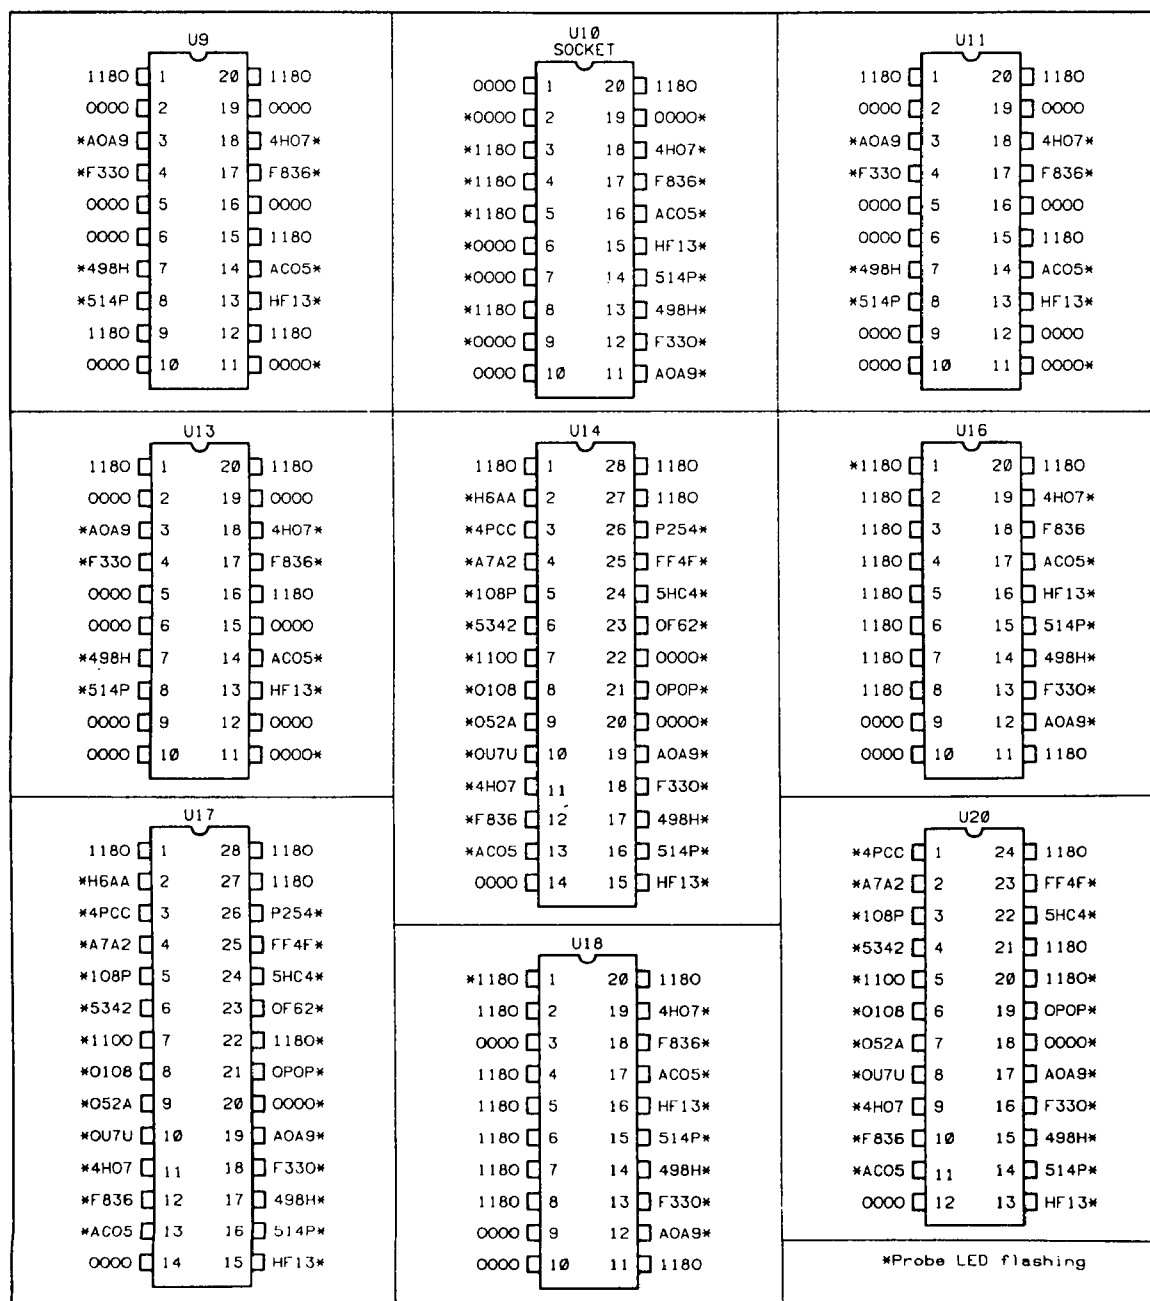 U9
1180 1 20 1180
0000 2 19 0000
*A0A9 3 18 4H07*
*F330 4 17 F836*
0000 5 16 0000
0000 6 15 1180
*498H 7 14 AC05*
*514P 8 13 HF13*
1180 9 12 1180
0000 10 11 0000*
U10
SOCKET
0000 1 20 1180
*0000 2 19 0000*
*1180 3 18 4H07*
*1180 4 17 F836*
*1180 5 16 AC05*
*0000 6 15 HF13*
*0000 7 14 514P*
*1180 8 13 498H*
*0000 9 12 F330*
0000 10 11 A0A9*
U11
1180 1 20 1180
0000 2 19 0000
*A0A9 3 18 4H07*
*F330 4 17 F836*
0000 5 16 0000
0000 6 15 1180
*498H 7 14 AC05*
*514P 8 13 HF13*
0000 9 12 0000
0000 10 11 0000*
U13
1180 1 20 1180
0000 2 19 0000
*A0A9 3 18 4H07*
*F330 4 17 F836*
0000 5 16 1180
0000 6 15 0000
*498H 7 14 AC05*
*514P 8 13 HF13*
0000 9 12 0000
0000 10 11 0000*
U14
1180 1 28 1180
*H6AA 2 27 1180
*4PCC 3 26 P254*
*A7A2 4 25 FF4F*
*108P 5 24 5HC4*
*5342 6 23 0F62*
*1100 7 22 0000*
*0108 8 21 0P0P*
*052A 9 20 0000*
*0U7U 10 19 A0A9*
*4H07 11 18 F330*
*F836 12 17 498H*
*AC05 13 16 514P*
0000 14 15 HF13*
U16
*1180 1 20 1180
1180 2 19 4H07*
1180 3 18 F836
1180 4 17 AC05*
1180 5 16 HF13*
1180 6 15 514P*
1180 7 14 498H*
1180 8 13 F330*
0000 9 12 A0A9*
0000 10 11 1180
U17
1180 1 28 1180
*H6AA 2 27 1180
*4PCC 3 26 P254*
*A7A2 4 25 FF4F*
*108P 5 24 5HC4*
*5342 6 23 0F62*
*1100 7 22 1180*
*0108 8 21 0P0P*
*052A 9 20 0000*
*0U7U 10 19 A0A9*
*4H07 11 18 F330*
*F836 12 17 498H*
*AC05 13 16 514P*
0000 14 15 HF13*
U18
*1180 1 20 1180
1180 2 19 4H07*
0000 3 18 F836*
1180 4 17 AC05*
1180 5 16 HF13*
1180 6 15 514P*
1180 7 14 498H*
1180 8 13 F330*
0000 9 12 A0A9*
0000 10 11 1180
U20
*4PCC 1 24 1180
*A7A2 2 23 FF4F*
*108P 3 22 5HC4*
*5342 4 21 1180
*1100 5 20 1180*
*0108 6 19 0P0P*
*052A 7 18 0000*
*0U7U 8 17 A0A9*
*4H07 9 16 F330*
*F836 10 15 498H*
*AC05 11 14 514P*
0000 12 13 HF13*
*Probe LED flashing